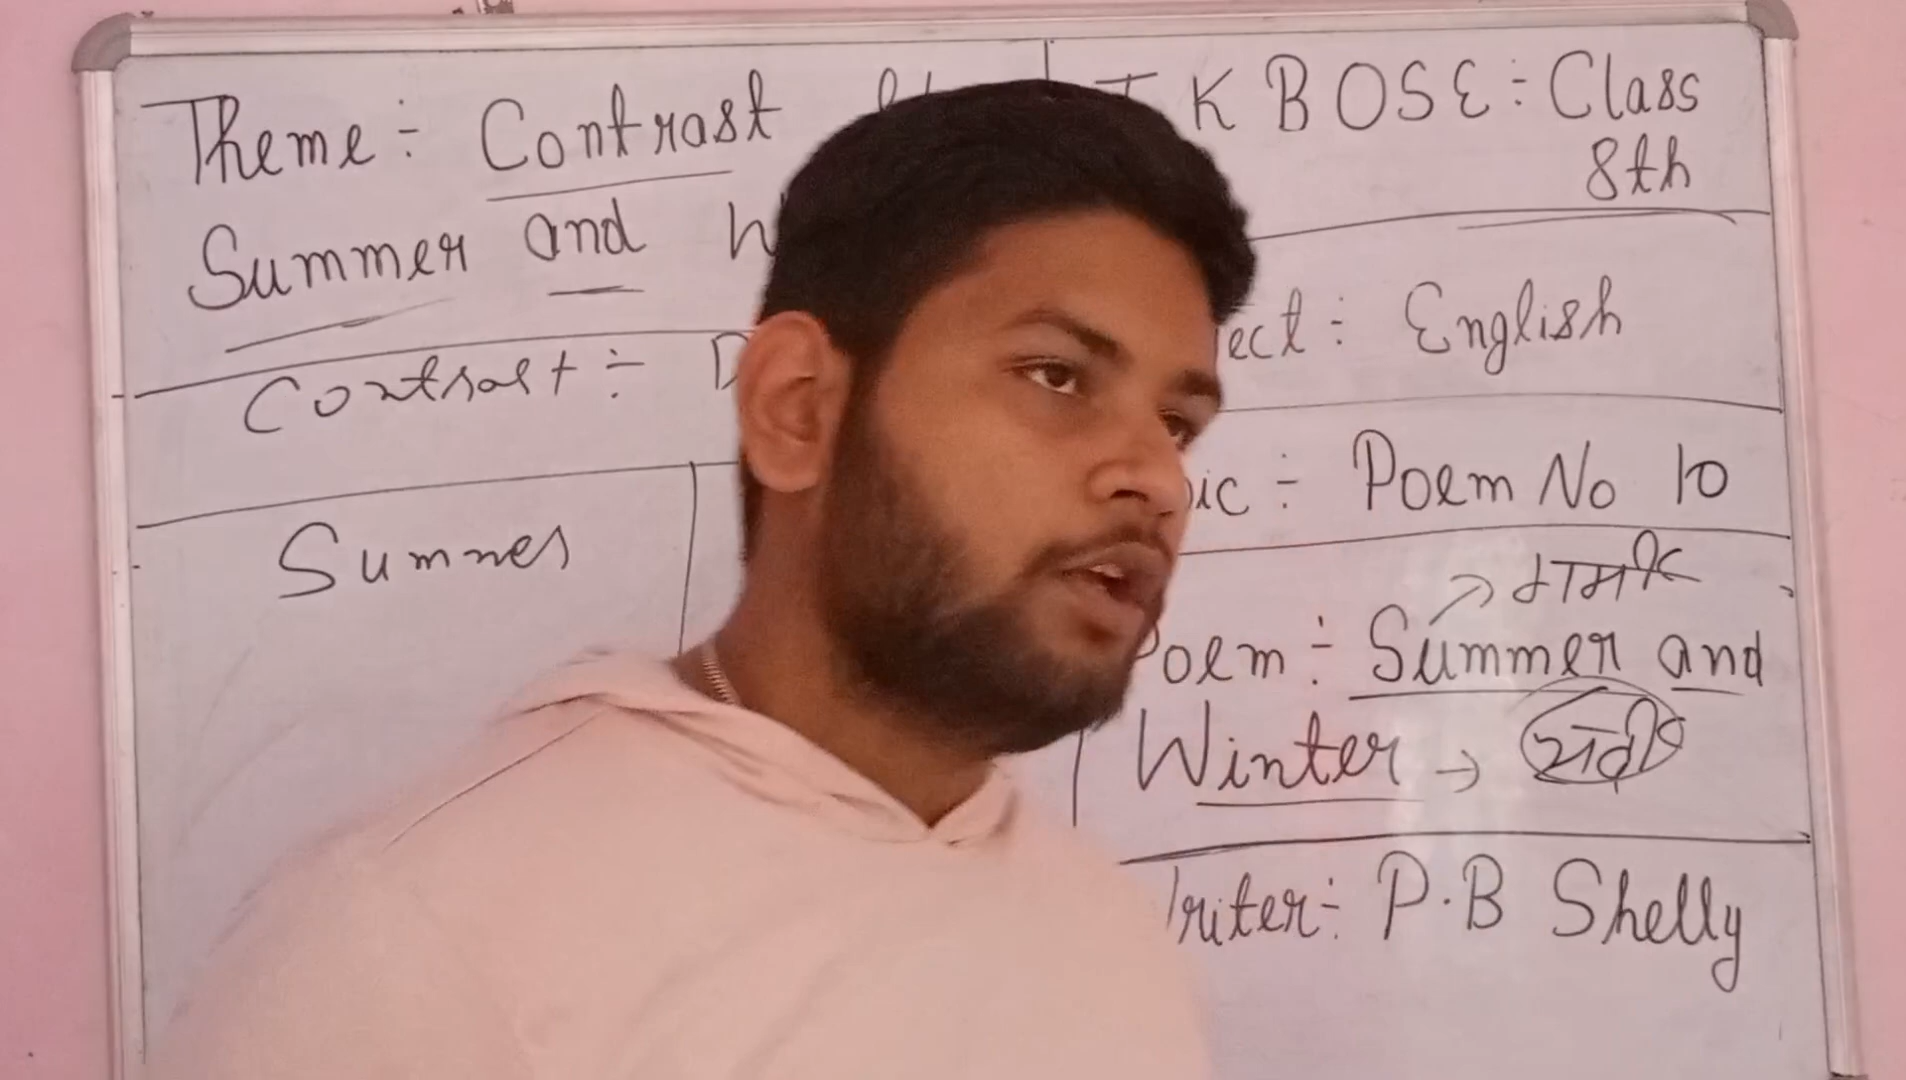 Theme ÷ Contrast
Summer and
Contrast ÷
Summer
K BOSE ÷ Class
8th
ect ÷ English
ic ÷ Poem No 10
→ गर्मी
Poem ÷ Summer and
Winter → सर्दी
riter ÷ P.B Shelly